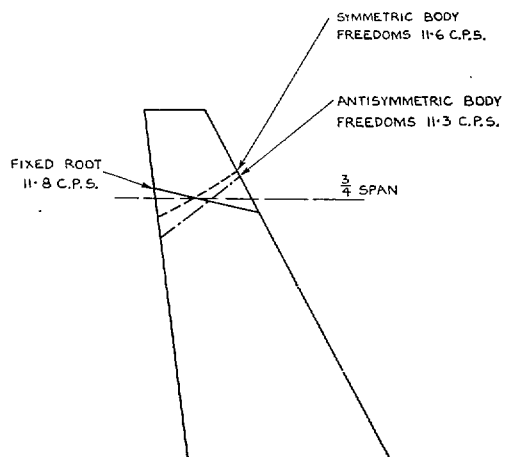 SYMMETRIC BODY
FREEDOMS 11·6 C.P.S.
ANTISYMMETRIC BODY
FREEDOMS 11·3 C.P.S.
FIXED ROOT
11·8 C.P.S.
3/4 SPAN